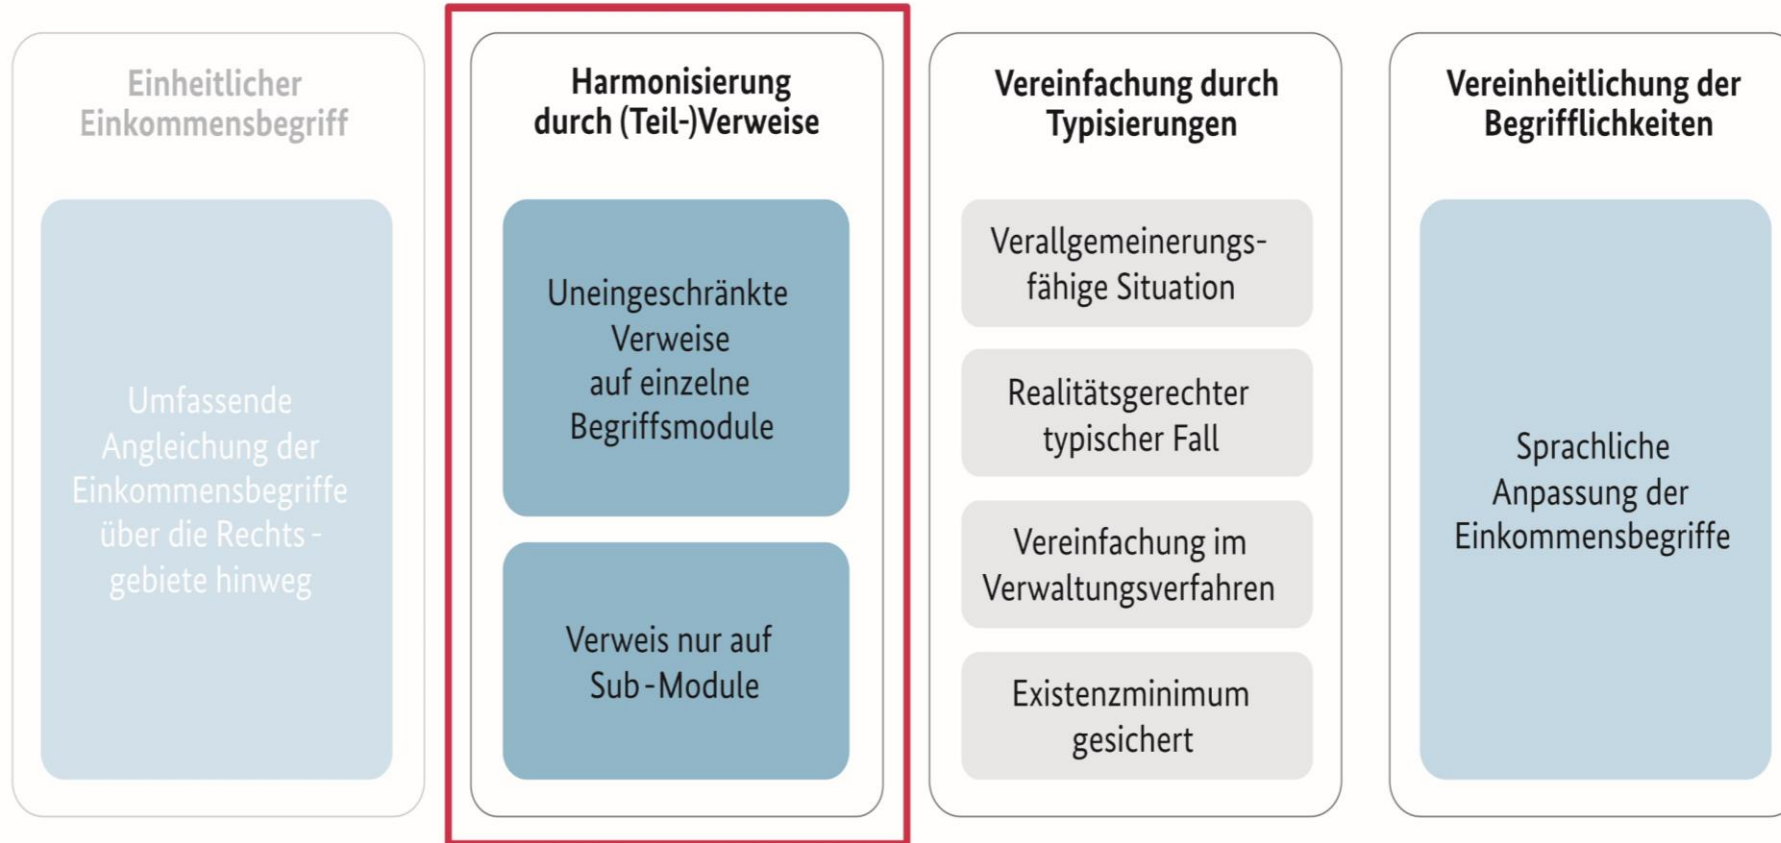 Einheitlicher
Einkommensbegriff
Umfassende
Angleichung der
Einkommensbegriffe
über die Rechts-
gebiete hinweg
Harmonisierung
durch (Teil-)Verweise
Uneingeschränkte
Verweise
auf einzelne
Begriffsmodule
Verweis nur auf
Sub-Module
Vereinfachung durch
Typisierungen
Verallgemeinerungs-
fähige Situation
Realitätsgerechter
typischer Fall
Vereinfachung im
Verwaltungsverfahren
Existenzminimum
gesichert
Vereinheitlichung der
Begrifflichkeiten
Sprachliche
Anpassung der
Einkommensbegriffe